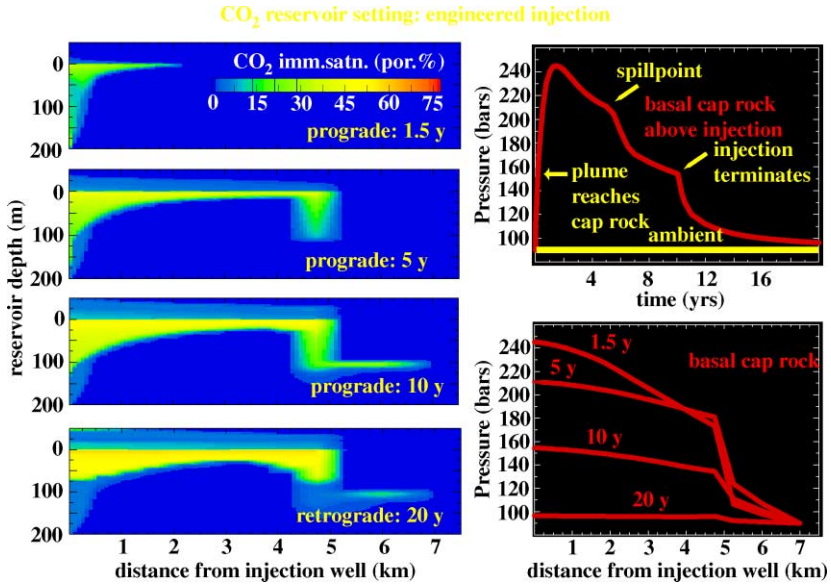 CO2 reservoir setting: engineered injection
CO2 imm.satn. (por.%)
0 15 30 45 60 75
prograde: 1.5 y
0
100
200
prograde: 5 y
0
100
200
prograde: 10 y
0
100
200
retrograde: 20 y
0
100
200
reservoir depth (m)
1 2 3 4 5 6 7
distance from injection well (km)
240
220
200
180
160
140
120
100
Pressure (bars)
spillpoint
basal cap rock
above injection
injection
terminates
plume
reaches
cap rock
ambient
4 8 12 16
time (yrs)
240
220
200
180
160
140
120
100
Pressure (bars)
1.5 y
basal cap rock
5 y
10 y
20 y
1 2 3 4 5 6 7
distance from injection well (km)